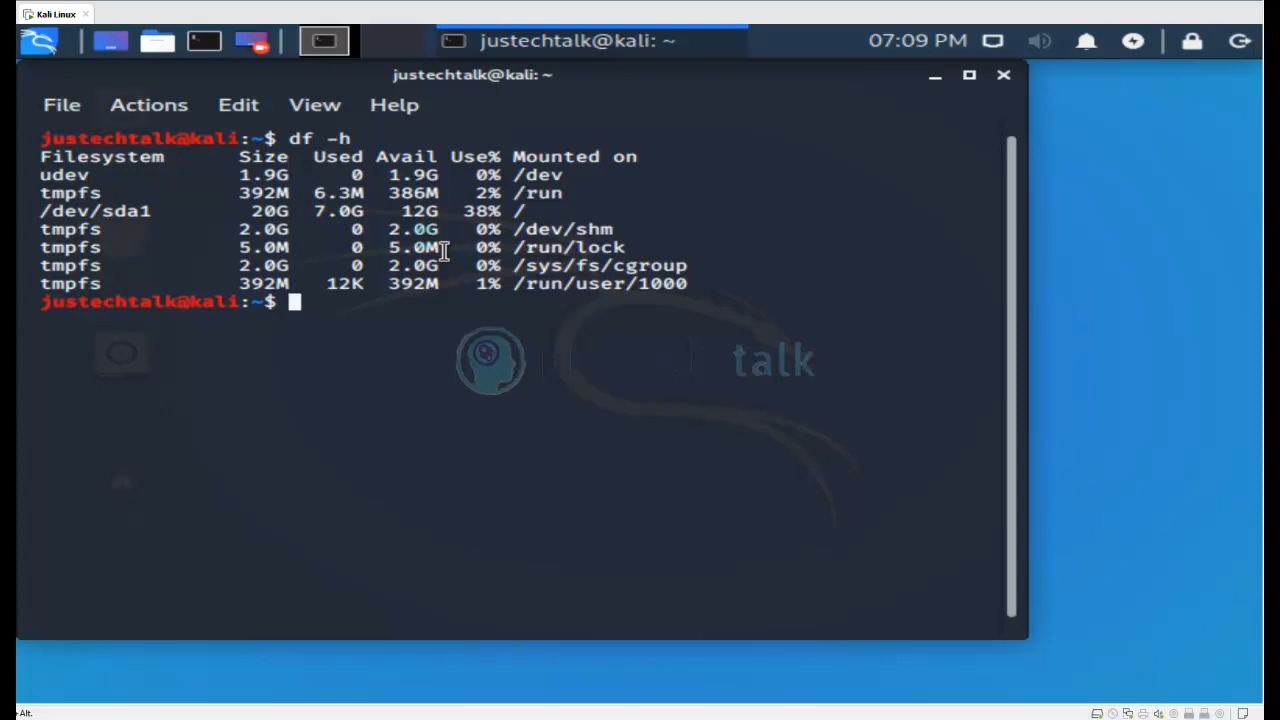 Kali Linux
justechtalk@kali: ~
07:09 PM
justechtalk@kali: ~
File Actions Edit View Help
justechtalk@kali:~$ df -h
Filesystem Size Used Avail Use% Mounted on
udev 1.9G 0 1.9G 0% /dev
tmpfs 392M 6.3M 386M 2% /run
/dev/sda1 20G 7.0G 12G 38% /
tmpfs 2.0G 0 2.0G 0% /dev/shm
tmpfs 5.0M 0 5.0M 0% /run/lock
tmpfs 2.0G 0 2.0G 0% /sys/fs/cgroup
tmpfs 392M 12K 392M 1% /run/user/1000
justechtalk@kali:~$
talk
Alt.